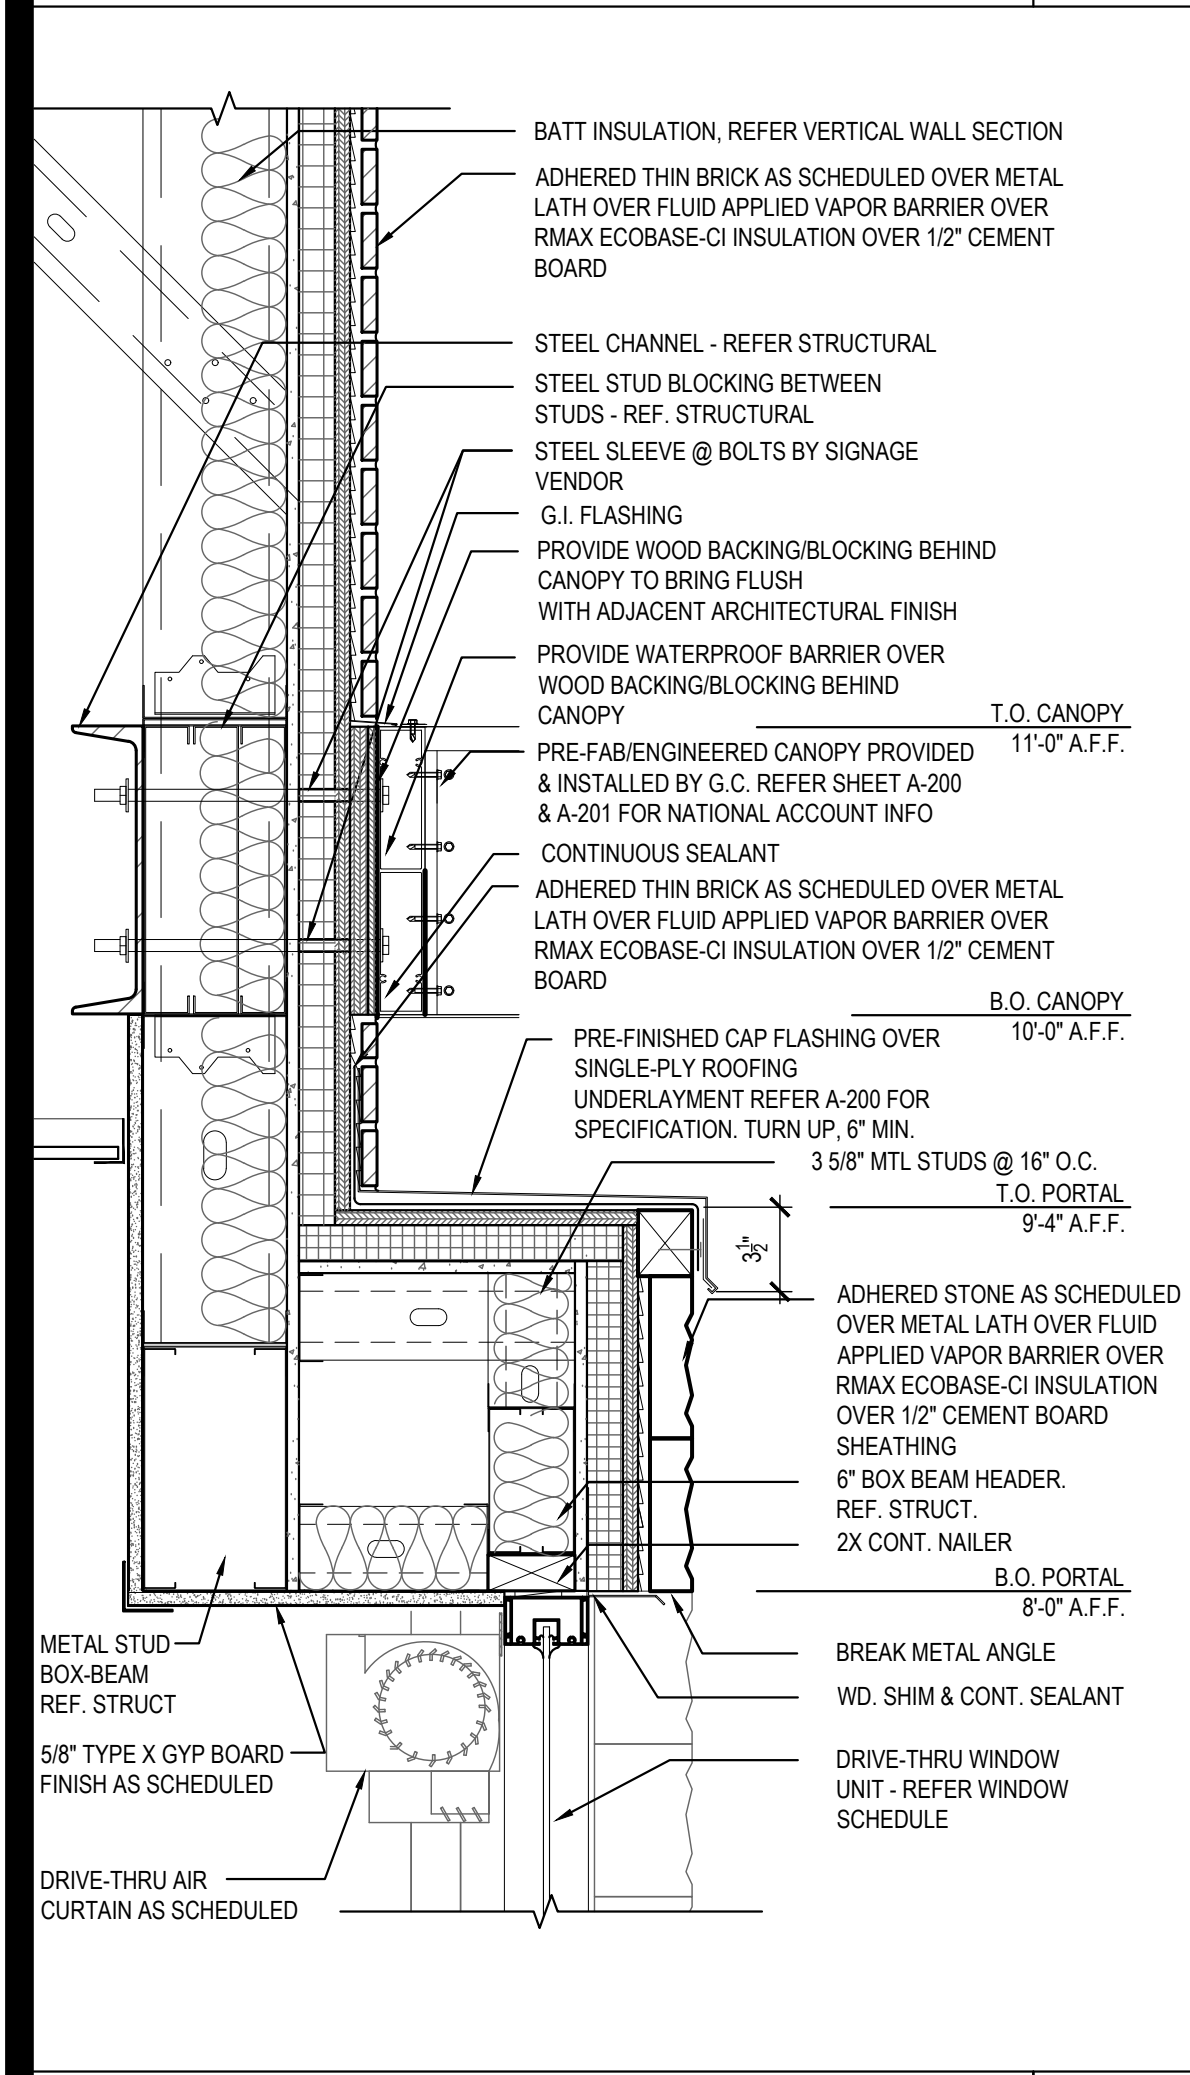 BATT INSULATION, REFER VERTICAL WALL SECTION
ADHERED THIN BRICK AS SCHEDULED OVER METAL
LATH OVER FLUID APPLIED VAPOR BARRIER OVER
RMAX ECOBASE-CI INSULATION OVER 1/2" CEMENT
BOARD
STEEL CHANNEL - REFER STRUCTURAL
STEEL STUD BLOCKING BETWEEN
STUDS - REF. STRUCTURAL
STEEL SLEEVE @ BOLTS BY SIGNAGE
VENDOR
G.I. FLASHING
PROVIDE WOOD BACKING/BLOCKING BEHIND
CANOPY TO BRING FLUSH
WITH ADJACENT ARCHITECTURAL FINISH
PROVIDE WATERPROOF BARRIER OVER
WOOD BACKING/BLOCKING BEHIND
CANOPY
T.O. CANOPY
11'-0" A.F.F.
PRE-FAB/ENGINEERED CANOPY PROVIDED
& INSTALLED BY G.C. REFER SHEET A-200
& A-201 FOR NATIONAL ACCOUNT INFO
CONTINUOUS SEALANT
ADHERED THIN BRICK AS SCHEDULED OVER METAL
LATH OVER FLUID APPLIED VAPOR BARRIER OVER
RMAX ECOBASE-CI INSULATION OVER 1/2" CEMENT
BOARD
B.O. CANOPY
10'-0" A.F.F.
PRE-FINISHED CAP FLASHING OVER
SINGLE-PLY ROOFING
UNDERLAYMENT REFER A-200 FOR
SPECIFICATION. TURN UP, 6" MIN.
3 5/8" MTL STUDS @ 16" O.C.
T.O. PORTAL
9'-4" A.F.F.
3 1/2"
ADHERED STONE AS SCHEDULED
OVER METAL LATH OVER FLUID
APPLIED VAPOR BARRIER OVER
RMAX ECOBASE-CI INSULATION
OVER 1/2" CEMENT BOARD
SHEATHING
6" BOX BEAM HEADER.
REF. STRUCT.
2X CONT. NAILER
B.O. PORTAL
8'-0" A.F.F.
BREAK METAL ANGLE
WD. SHIM & CONT. SEALANT
DRIVE-THRU WINDOW
UNIT - REFER WINDOW
SCHEDULE
METAL STUD
BOX-BEAM
REF. STRUCT
5/8" TYPE X GYP BOARD
FINISH AS SCHEDULED
DRIVE-THRU AIR
CURTAIN AS SCHEDULED